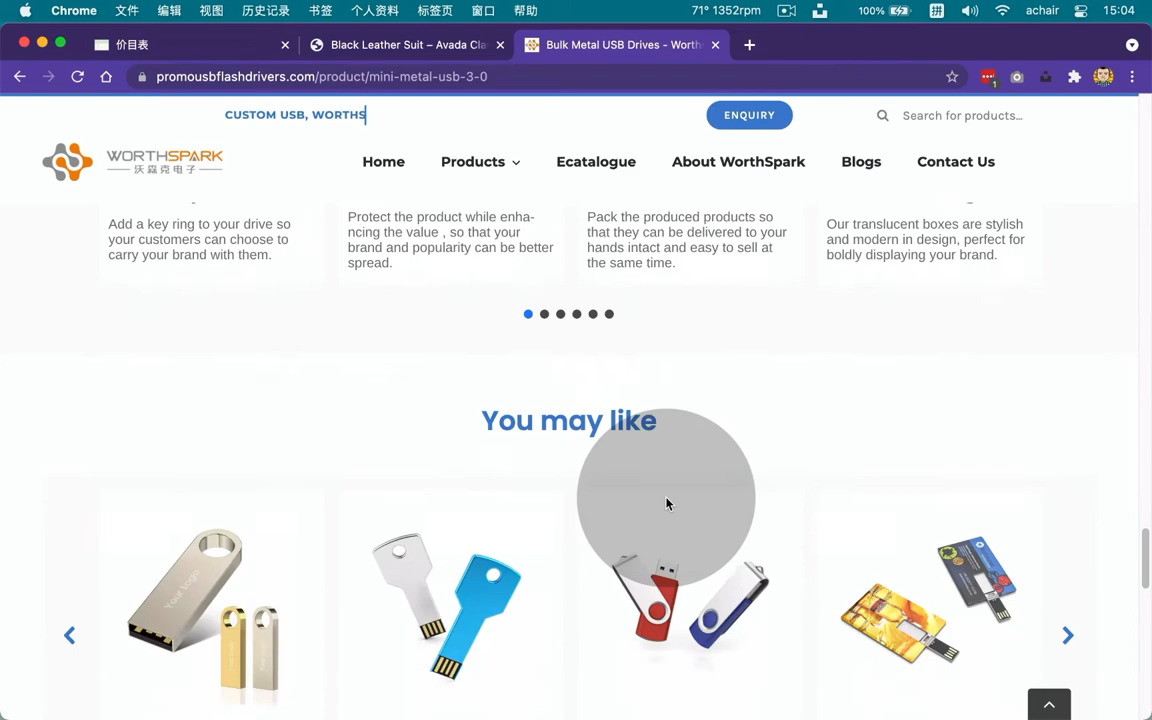 Chrome 文件 编辑 视图 历史记录 书签 个人资料 标签页 窗口 帮助 71° 1352rpm 100% 拼 achair 15:04
价目表 Black Leather Suit – Avada Cla Bulk Metal USB Drives - Worth
promousbflashdrivers.com/product/mini-metal-usb-3-0 1
CUSTOM USB, WORTHS ENQUIRY Search for products…
WORTHSPARK
沃淼克电子
Home Products Ecatalogue About WorthSpark Blogs Contact Us
Add a key ring to your drive so
your customers can choose to
carry your brand with them.
Protect the product while enha-
ncing the value , so that your
brand and popularity can be better
spread.
Pack the produced products so
that they can be delivered to your
hands intact and easy to sell at
the same time.
Our translucent boxes are stylish
and modern in design, perfect for
boldly displaying your brand.
You may like
Your Logo